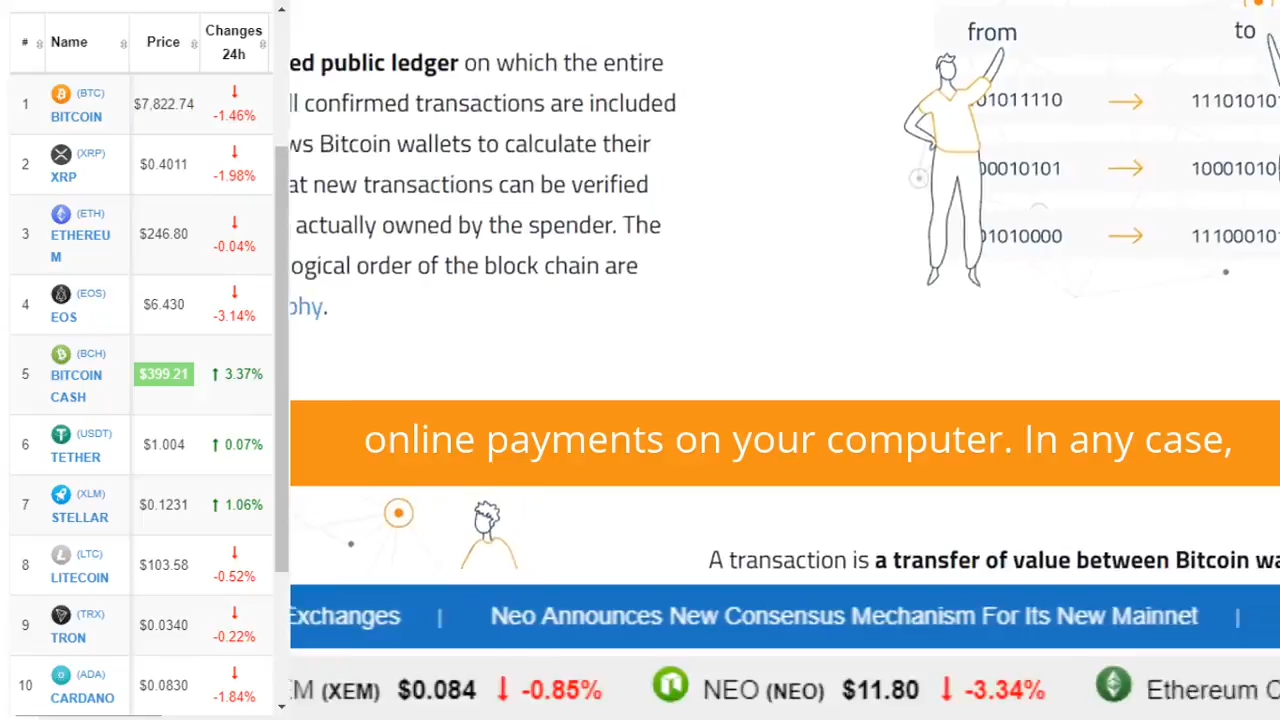 # Name Price Changes 24h
1 (BTC) BITCOIN $7,822.74 -1.46%
2 (XRP) XRP $0.4011 -1.98%
3 (ETH) ETHEREU M $246.80 -0.04%
4 (EOS) EOS $6.430 -3.14%
5 (BCH) BITCOIN CASH $399.21 3.37%
6 (USDT) TETHER $1.004 0.07%
7 (XLM) STELLAR $0.1231 1.06%
8 (LTC) LITECOIN $103.58 -0.52%
9 (TRX) TRON $0.0340 -0.22%
10 (ADA) CARDANO $0.0830 -1.84%
ed public ledger on which the entire
ll confirmed transactions are included
ws Bitcoin wallets to calculate their
at new transactions can be verified
actually owned by the spender. The
ogical order of the block chain are
phy.
from to
01011110 → 11101010
00010101 → 10001010
01010000 → 11100010
online payments on your computer. In any case,
A transaction is a transfer of value between Bitcoin wa
Exchanges | Neo Announces New Consensus Mechanism For Its New Mainnet |
EM (XEM) $0.084 -0.85% NEO (NEO) $11.80 -3.34% Ethereum C